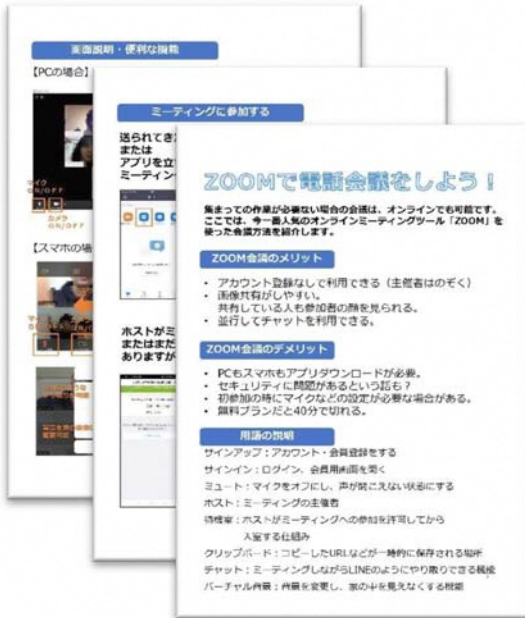 画面説明・便利な機能
【PCの場合】
マイク
ON/OFF
カメラ
ON/OFF
【スマホの場
ミーティングに参加する
送られてき
または
アプリを立
ミーティン
ホストがミ
またはまだ
ありますが
ZOOMで電話会議をしよう！
集まっての作業が必要ない場合の会議は、オンラインでも可能です。
ここでは、今一番人気のオンラインミーティングツール「ZOOM」を
使った会議方法を紹介します。
ZOOM会議のメリット
・ アカウント登録なしで利用できる（主催者はのぞく）
・ 画像共有がしやすい。
共有している人も参加者の顔を見られる。
・ 並行してチャットを利用できる。
ZOOM会議のデメリット
・ PCもスマホもアプリダウンロードが必要。
・ セキュリティに問題があるという話も？
・ 初参加の時にマイクなどの設定が必要な場合がある。
・ 無料プランだと40分で切れる。
用語の説明
サインアップ：アカウント・会員登録をする
サインイン：ログイン、会員用画面を開く
ミュート：マイクをオフにし、声が聞こえない状態にする
ホスト：ミーティングの主催者
待機室：ホストがミーティングへの参加を許可してから
入室する仕組み
クリップボード：コピーしたURLなどが一時的に保存される場所
チャット：ミーティングしながらLINEのようにやり取りできる機能
バーチャル背景：背景を変更し、家の中を見えなくする機能